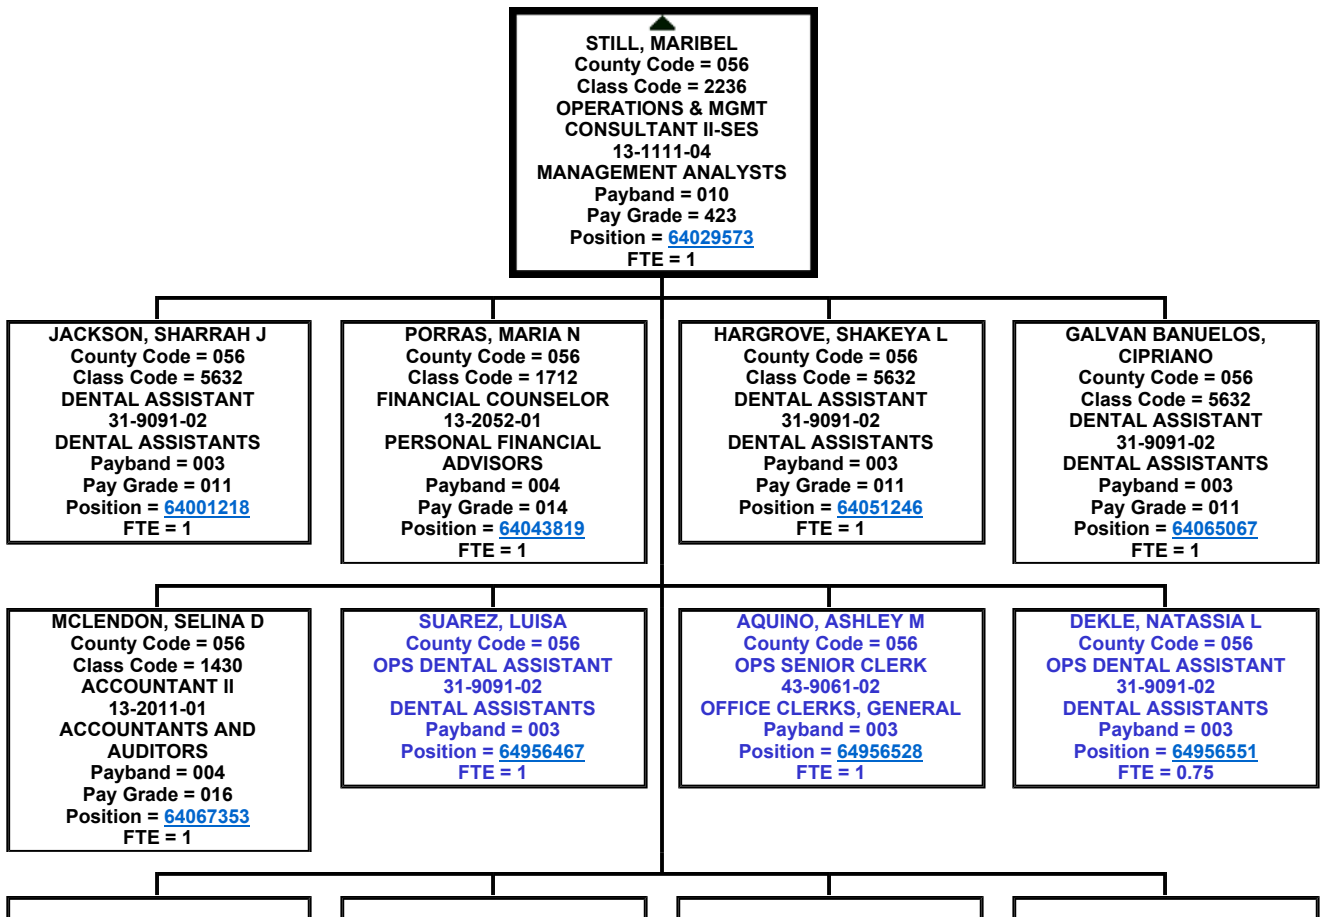 STILL, MARIBEL
County Code = 056
Class Code = 2236
OPERATIONS & MGMT
CONSULTANT II-SES
13-1111-04
MANAGEMENT ANALYSTS
Payband = 010
Pay Grade = 423
Position = 64029573
FTE = 1
JACKSON, SHARRAH J
County Code = 056
Class Code = 5632
DENTAL ASSISTANT
31-9091-02
DENTAL ASSISTANTS
Payband = 003
Pay Grade = 011
Position = 64001218
FTE = 1
PORRAS, MARIA N
County Code = 056
Class Code = 1712
FINANCIAL COUNSELOR
13-2052-01
PERSONAL FINANCIAL
ADVISORS
Payband = 004
Pay Grade = 014
Position = 64043819
FTE = 1
HARGROVE, SHAKEYA L
County Code = 056
Class Code = 5632
DENTAL ASSISTANT
31-9091-02
DENTAL ASSISTANTS
Payband = 003
Pay Grade = 011
Position = 64051246
FTE = 1
GALVAN BANUELOS,
CIPRIANO
County Code = 056
Class Code = 5632
DENTAL ASSISTANT
31-9091-02
DENTAL ASSISTANTS
Payband = 003
Pay Grade = 011
Position = 64065067
FTE = 1
MCLENDON, SELINA D
County Code = 056
Class Code = 1430
ACCOUNTANT II
13-2011-01
ACCOUNTANTS AND
AUDITORS
Payband = 004
Pay Grade = 016
Position = 64067353
FTE = 1
SUAREZ, LUISA
County Code = 056
OPS DENTAL ASSISTANT
31-9091-02
DENTAL ASSISTANTS
Payband = 003
Position = 64956467
FTE = 1
AQUINO, ASHLEY M
County Code = 056
OPS SENIOR CLERK
43-9061-02
OFFICE CLERKS, GENERAL
Payband = 003
Position = 64956528
FTE = 1
DEKLE, NATASSIA L
County Code = 056
OPS DENTAL ASSISTANT
31-9091-02
DENTAL ASSISTANTS
Payband = 003
Position = 64956551
FTE = 0.75